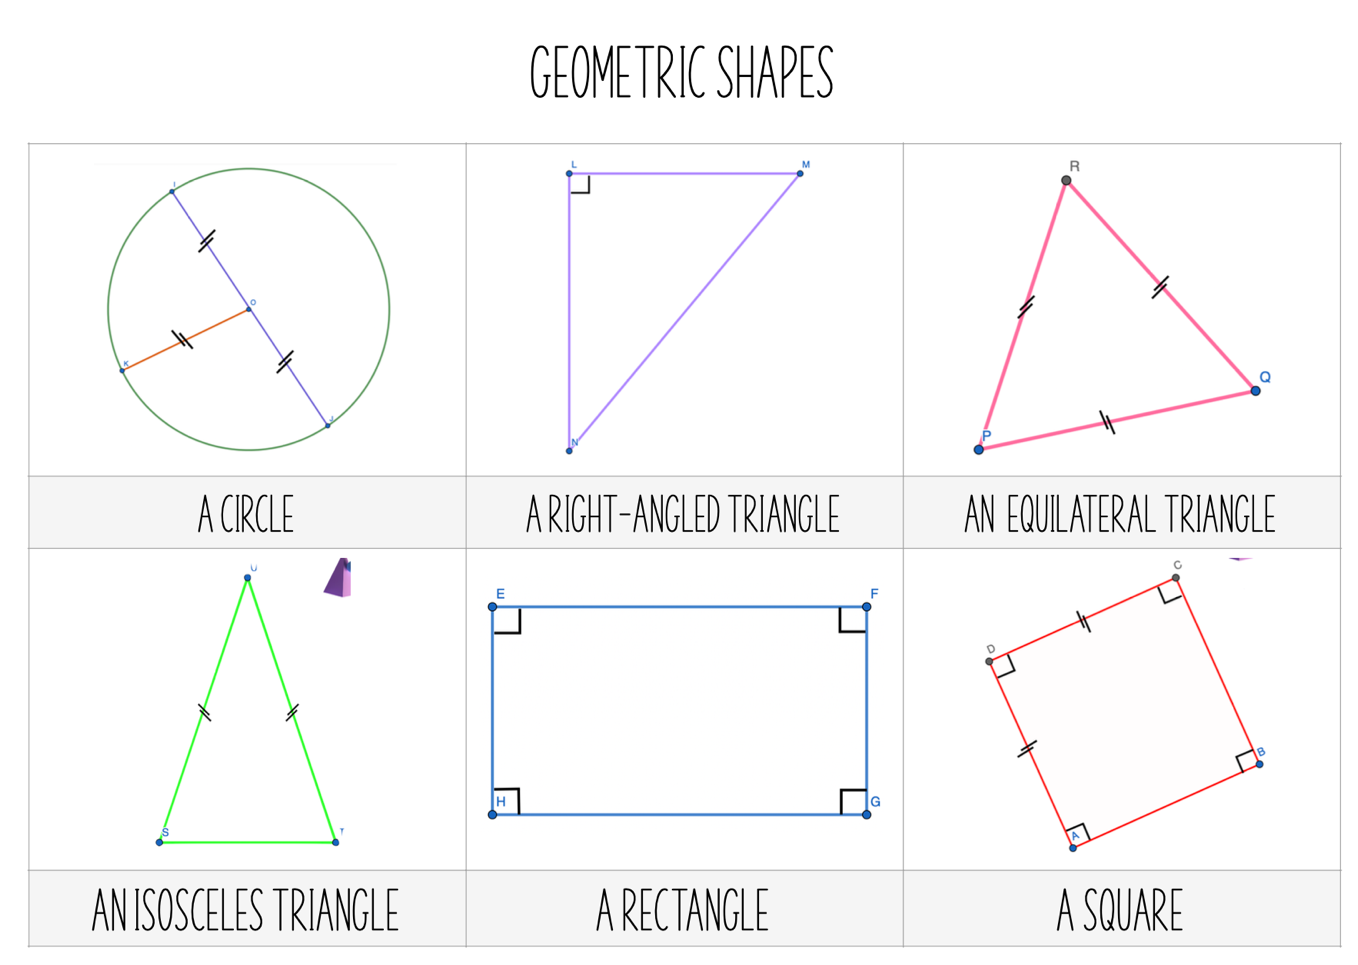 GEOMETRIC SHAPES
I
O
K
J
L
M
N
R
Q
P
A CIRCLE
A RIGHT-ANGLED TRIANGLE
AN EQUILATERAL TRIANGLE
U
S
T
E
F
H
G
C
D
B
A
AN ISOSCELES TRIANGLE
A RECTANGLE
A SQUARE